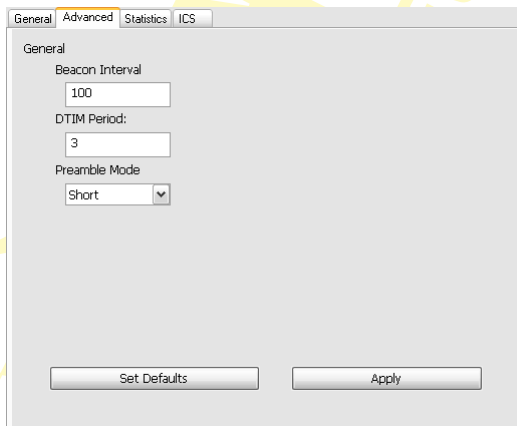 General Advanced Statistics ICS
General
Beacon Interval
100
DTIM Period:
3
Preamble Mode
Short
Set Defaults Apply